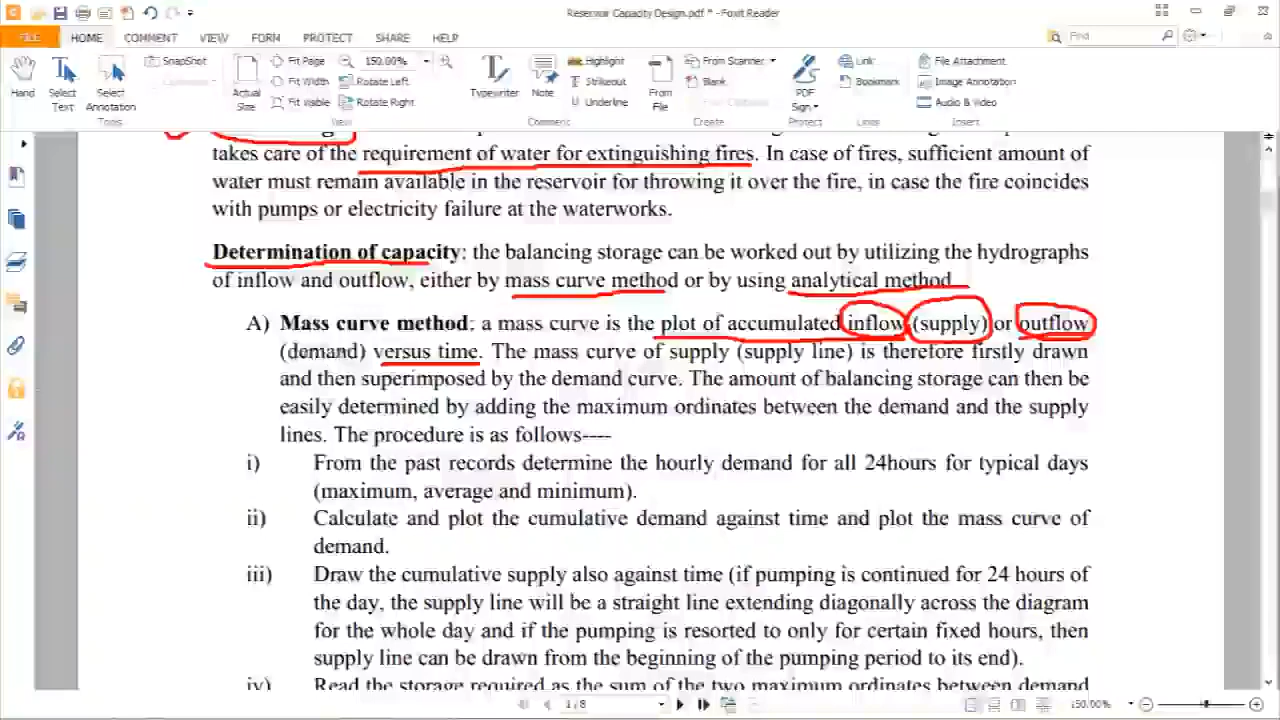 Reservoir Capacity Design.pdf * - Foxit Reader
FILE HOME COMMENT VIEW FORM PROTECT SHARE HELP
Find
Hand
Select Text
Select Annotation
SnapShot
Tools
Actual Size
Fit Page
Fit Width
Fit Visible
150.00%
Rotate Left
Rotate Right
View
Typewriter
Note
Highlight
Strikeout
Underline
Comment
From File
From Scanner
Blank
Create
PDF Sign
Protect
Link
Bookmark
Links
File Attachment
Image Annotation
Audio & Video
Insert
takes care of the requirement of water for extinguishing fires. In case of fires, sufficient amount of
water must remain available in the reservoir for throwing it over the fire, in case the fire coincides
with pumps or electricity failure at the waterworks.
Determination of capacity: the balancing storage can be worked out by utilizing the hydrographs
of inflow and outflow, either by mass curve method or by using analytical method
A) Mass curve method: a mass curve is the plot of accumulated inflow (supply) or outflow
(demand) versus time. The mass curve of supply (supply line) is therefore firstly drawn
and then superimposed by the demand curve. The amount of balancing storage can then be
easily determined by adding the maximum ordinates between the demand and the supply
lines. The procedure is as follows----
i) From the past records determine the hourly demand for all 24hours for typical days
(maximum, average and minimum).
ii) Calculate and plot the cumulative demand against time and plot the mass curve of
demand.
iii) Draw the cumulative supply also against time (if pumping is continued for 24 hours of
the day, the supply line will be a straight line extending diagonally across the diagram
for the whole day and if the pumping is resorted to only for certain fixed hours, then
supply line can be drawn from the beginning of the pumping period to its end).
iv) Read the storage required as the sum of the two maximum ordinates between demand
1 / 8
150.00%